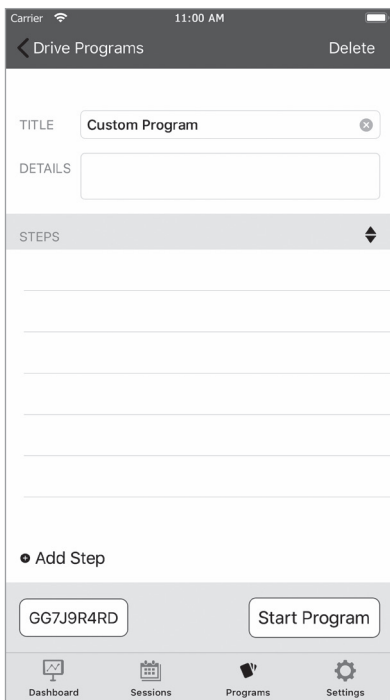 Carrier 11:00 AM
Drive Programs Delete
TITLE Custom Program
DETAILS
STEPS
Add Step
GG7J9R4RD Start Program
Dashboard Sessions Programs Settings